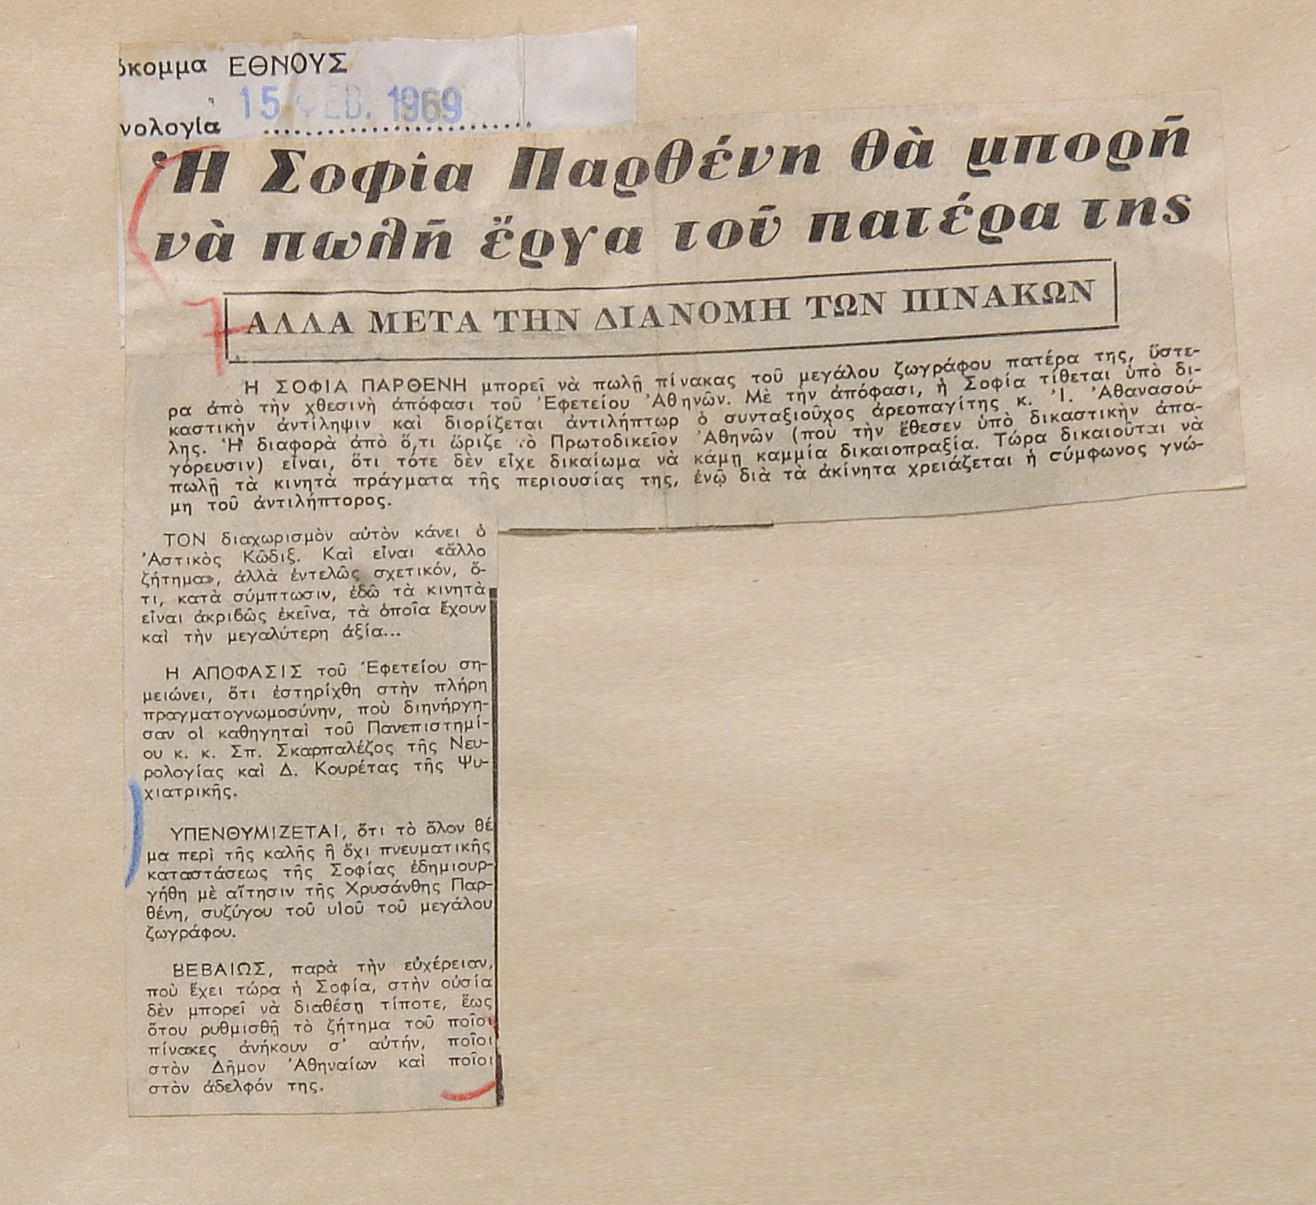 όκομμα ΕΘΝΟΥΣ
νολογία 15 ΦΕΒ. 1969
Ἡ Σοφία Παρθένη θὰ μπορῆ
νὰ πωλῆ ἔργα τοῦ πατέρα της
ΑΛΛΑ ΜΕΤΑ ΤΗΝ ΔΙΑΝΟΜΗ ΤΩΝ ΠΙΝΑΚΩΝ
Ἡ ΣΟΦΙΑ ΠΑΡΘΕΝΗ μπορεῖ νὰ πωλῇ πίνακας τοῦ μεγάλου ζωγράφου πατέρα της, ὕστε-
ρα ἀπὸ τὴν χθεσινὴ ἀπόφασι τοῦ Ἐφετείου Ἀθηνῶν. Μὲ τὴν ἀπόφασι, ἡ Σοφία τίθεται ὑπὸ δι-
καστικὴν ἀντίληψιν καὶ διορίζεται ἀντιλήπτωρ ὁ συνταξιοῦχος ἀρεοπαγίτης κ. Ἰ. Ἀθανασού-
λης. Ἡ διαφορὰ ἀπὸ ὅ,τι ὥριζε τὸ Πρωτοδικεῖον Ἀθηνῶν (ποὺ τὴν ἔθεσεν ὑπὸ δικαστικὴν ἀπα-
γόρευσιν) εἶναι, ὅτι τότε δὲν εἶχε δικαίωμα νὰ κάμῃ καμμία δικαιοπραξία. Τώρα δικαιοῦται νὰ
πωλῇ τὰ κινητὰ πράγματα τῆς περιουσίας της, ἐνῷ διὰ τὰ ἀκίνητα χρειάζεται ἡ σύμφωνος γνώ-
μη τοῦ ἀντιλήπτορος.
ΤΟΝ διαχωρισμὸν αὐτὸν κάνει ὁ
Ἀστικὸς Κῶδιξ. Καὶ εἶναι «ἄλλο
ζήτημα», ἀλλὰ ἐντελῶς σχετικόν, ὅ-
τι, κατὰ σύμπτωσιν, ἐδῶ τὰ κινητὰ
εἶναι ἀκριβῶς ἐκεῖνα, τὰ ὁποῖα ἔχουν
καὶ τὴν μεγαλύτερη ἀξία...
Η ΑΠΟΦΑΣΙΣ τοῦ Ἐφετείου ση-
μειώνει, ὅτι ἐστηρίχθη στὴν πλήρη
πραγματογνωμοσύνην, ποὺ διηνήργη-
σαν οἱ καθηγηταὶ τοῦ Πανεπιστημί-
ου κ. κ. Σπ. Σκαρπαλέζος τῆς Νευ-
ρολογίας καὶ Δ. Κουρέτας τῆς Ψυ-
χιατρικῆς.
ΥΠΕΝΘΥΜΙΖΕΤΑΙ, ὅτι τὸ ὅλον θέ
μα περὶ τῆς καλῆς ἢ ὄχι πνευματικῆς
καταστάσεως τῆς Σοφίας ἐδημιουρ-
γήθη μὲ αἴτησιν τῆς Χρυσάνθης Παρ-
θένη, συζύγου τοῦ υἱοῦ τοῦ μεγάλου
ζωγράφου.
ΒΕΒΑΙΩΣ, παρὰ τὴν εὐχέρειαν,
ποὺ ἔχει τώρα ἡ Σοφία, στὴν οὐσία
δὲν μπορεῖ νὰ διαθέσῃ τίποτε, ἕως
ὅτου ρυθμισθῇ τὸ ζήτημα τοῦ ποῖοι
πίνακες ἀνήκουν σ' αὐτήν, ποῖοι
στὸν Δῆμον Ἀθηναίων καὶ ποῖοι
στὸν ἀδελφόν της.